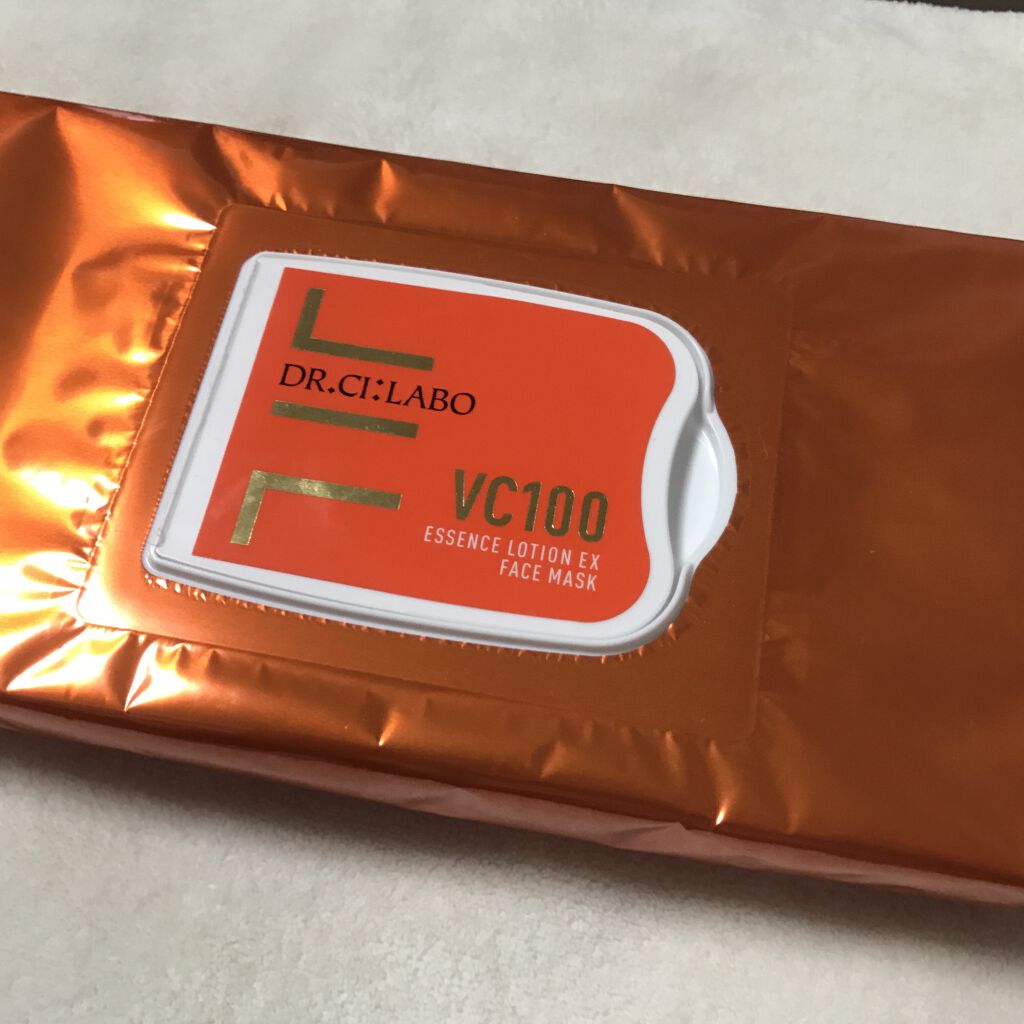 DR.CI:LABO
VC100
ESSENCE LOTION EX
FACE MASK